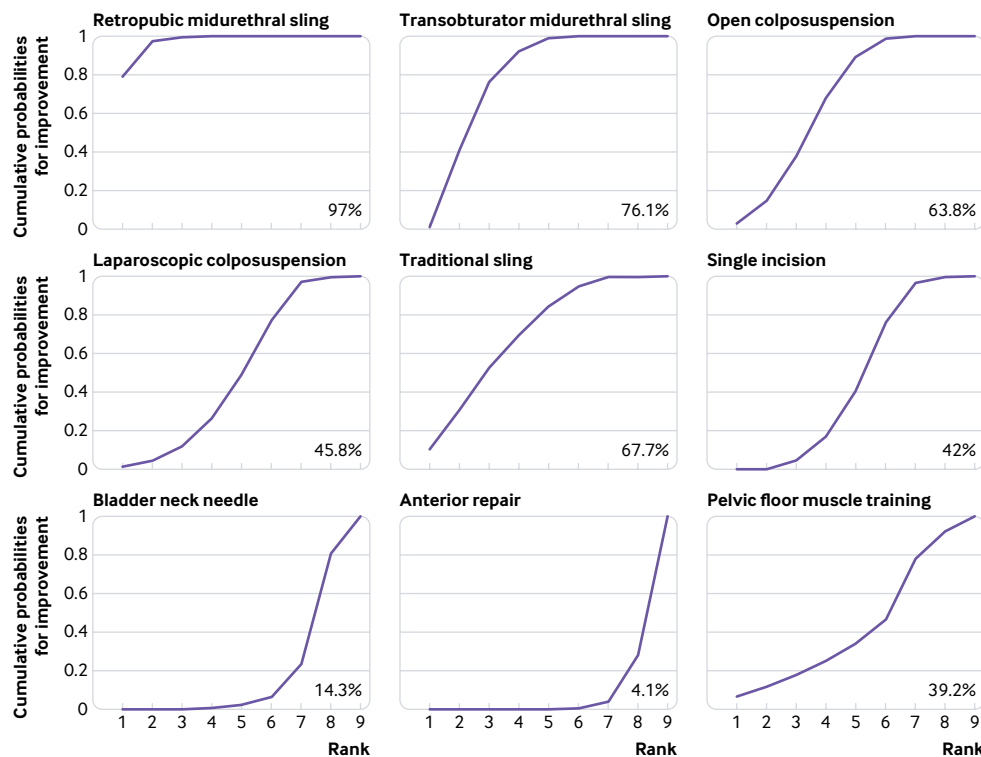 Retropubic midurethral sling
Transobturator midurethral sling
Open colposuspension
Cumulative probabilities
for improvement
1
0.8
0.6
0.4
0.2
0
97%
76.1%
63.8%
Laparoscopic colposuspension
Traditional sling
Single incision
Cumulative probabilities
for improvement
1
0.8
0.6
0.4
0.2
0
45.8%
67.7%
42%
Bladder neck needle
Anterior repair
Pelvic floor muscle training
Cumulative probabilities
for improvement
1
0.8
0.6
0.4
0.2
0
14.3%
4.1%
39.2%
1 2 3 4 5 6 7 8 9
1 2 3 4 5 6 7 8 9
1 2 3 4 5 6 7 8 9
Rank
Rank
Rank